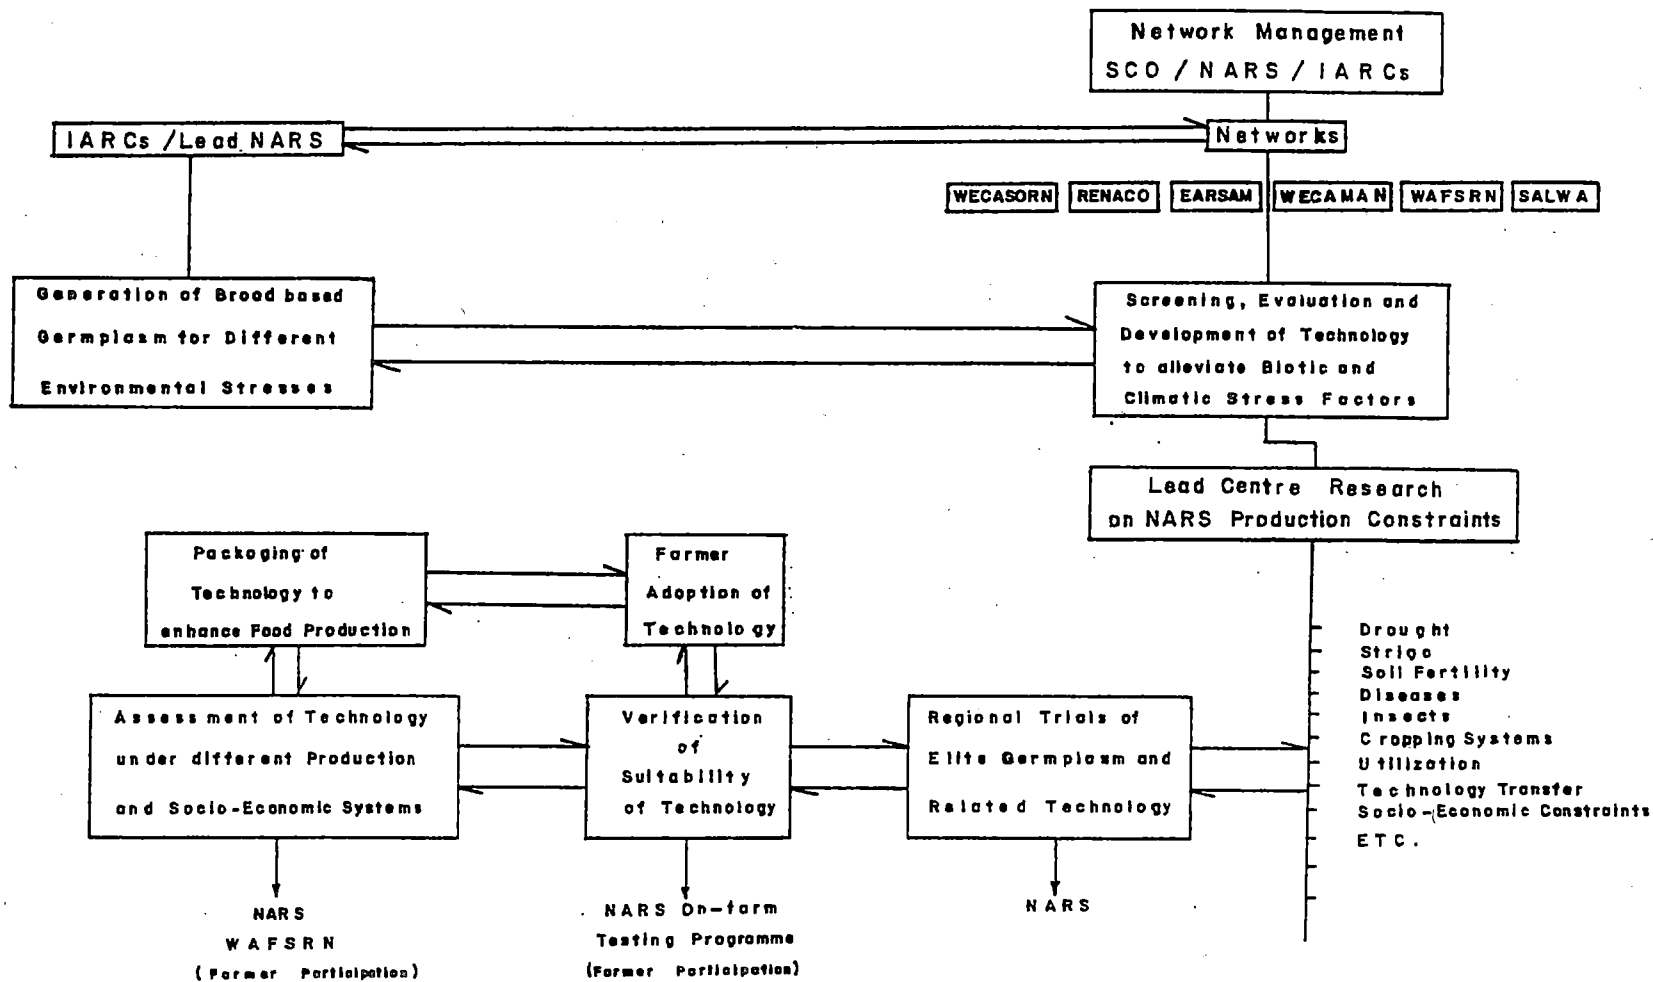 Network Management
SCO / NARS / IARCs
IARCs /Lead NARS
Networks
WECASORN
RENACO
EARSAM
WECAMAN
WAFSRN
SALWA
Generation of Broad based
Germplasm for Different
Environmental Stresses
Screening, Evaluation and
Development of Technology
to alleviate Biotic and
Climatic Stress Factors
Lead Centre Research
on NARS Production Constraints
Packaging of
Technology to
enhance Food Production
Farmer
Adoption of
Technology
Drought
Striga
Soil Fertility
Diseases
Insects
Cropping Systems
Utilization
Technology Transfer
Socio-Economic Constraints
ETC.
Assessment of Technology
under different Production
and Socio-Economic Systems
Verification
of
Suitability
of Technology
Regional Trials of
Elite Germplasm and
Related Technology
NARS
WAFSRN
(Farmer Participation)
NARS On-farm
Testing Programme
(Farmer Participation)
NARS